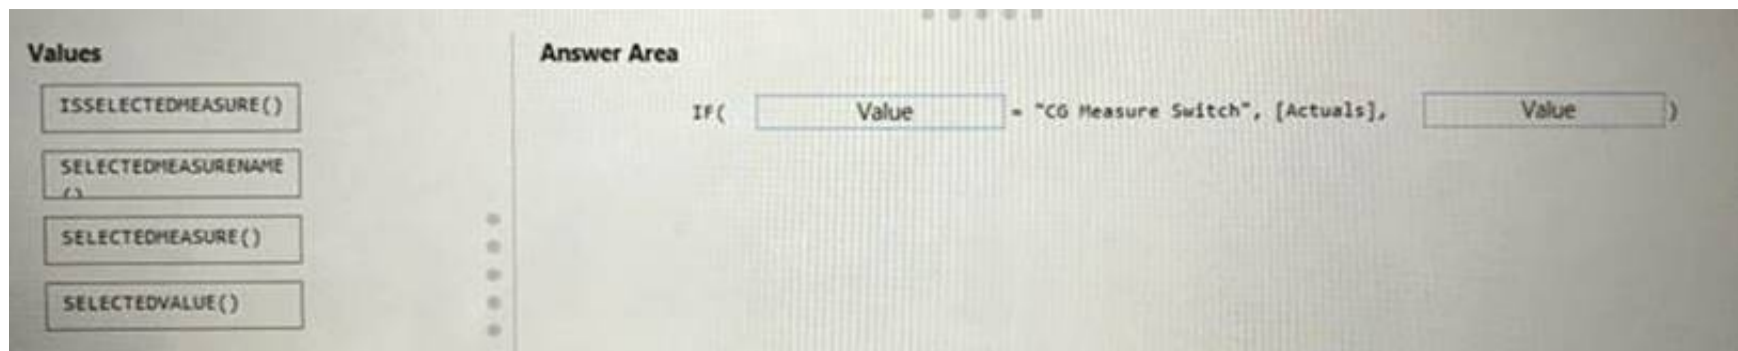 Values
ISSELECTEDMEASURE()
SELECTEDMEASURENAME
()
SELECTEDMEASURE()
SELECTEDVALUE()
Answer Area
IF( Value = "CG Measure Switch", [Actuals], Value )